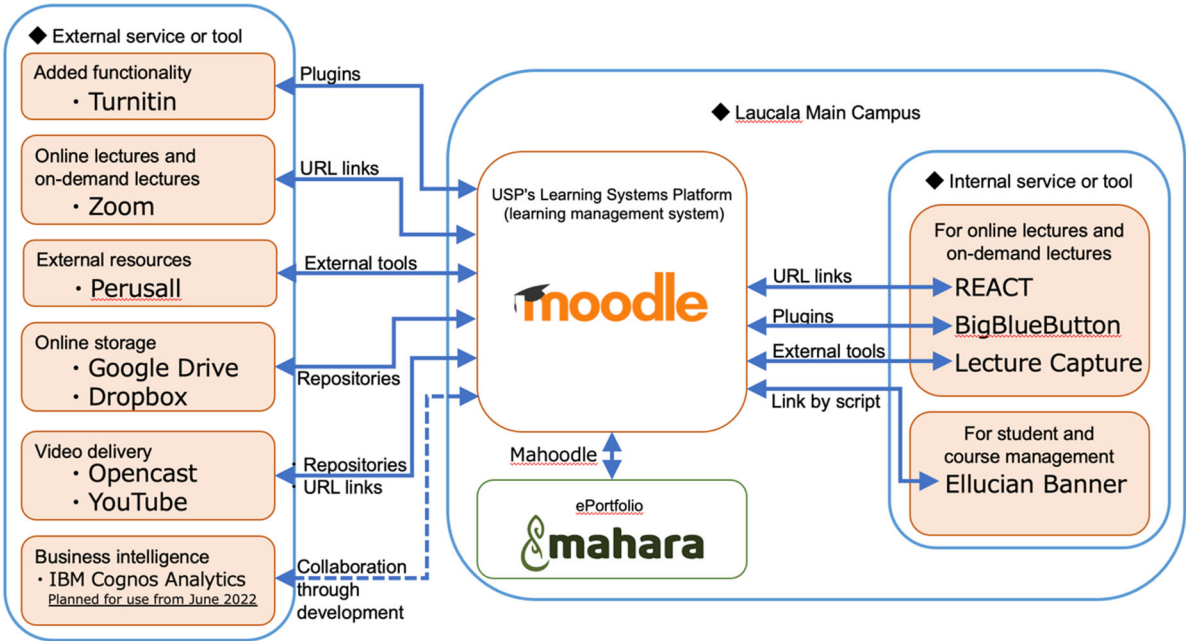 ◆ External service or tool
Added functionality
・Turnitin
Online lectures and
on-demand lectures
・Zoom
External resources
・Perusall
Online storage
・Google Drive
・Dropbox
Video delivery
・Opencast
・YouTube
Business intelligence
・IBM Cognos Analytics
Planned for use from June 2022
Plugins
URL links
External tools
Repositories
・Repositories
・URL links
Collaboration
through
development
◆ Laucala Main Campus
USP's Learning Systems Platform
(learning management system)
moodle
Mahoodle
ePortfolio
mahara
URL links
Plugins
External tools
Link by script
◆ Internal service or tool
For online lectures and
on-demand lectures
REACT
BigBlueButton
Lecture Capture
For student and
course management
Ellucian Banner